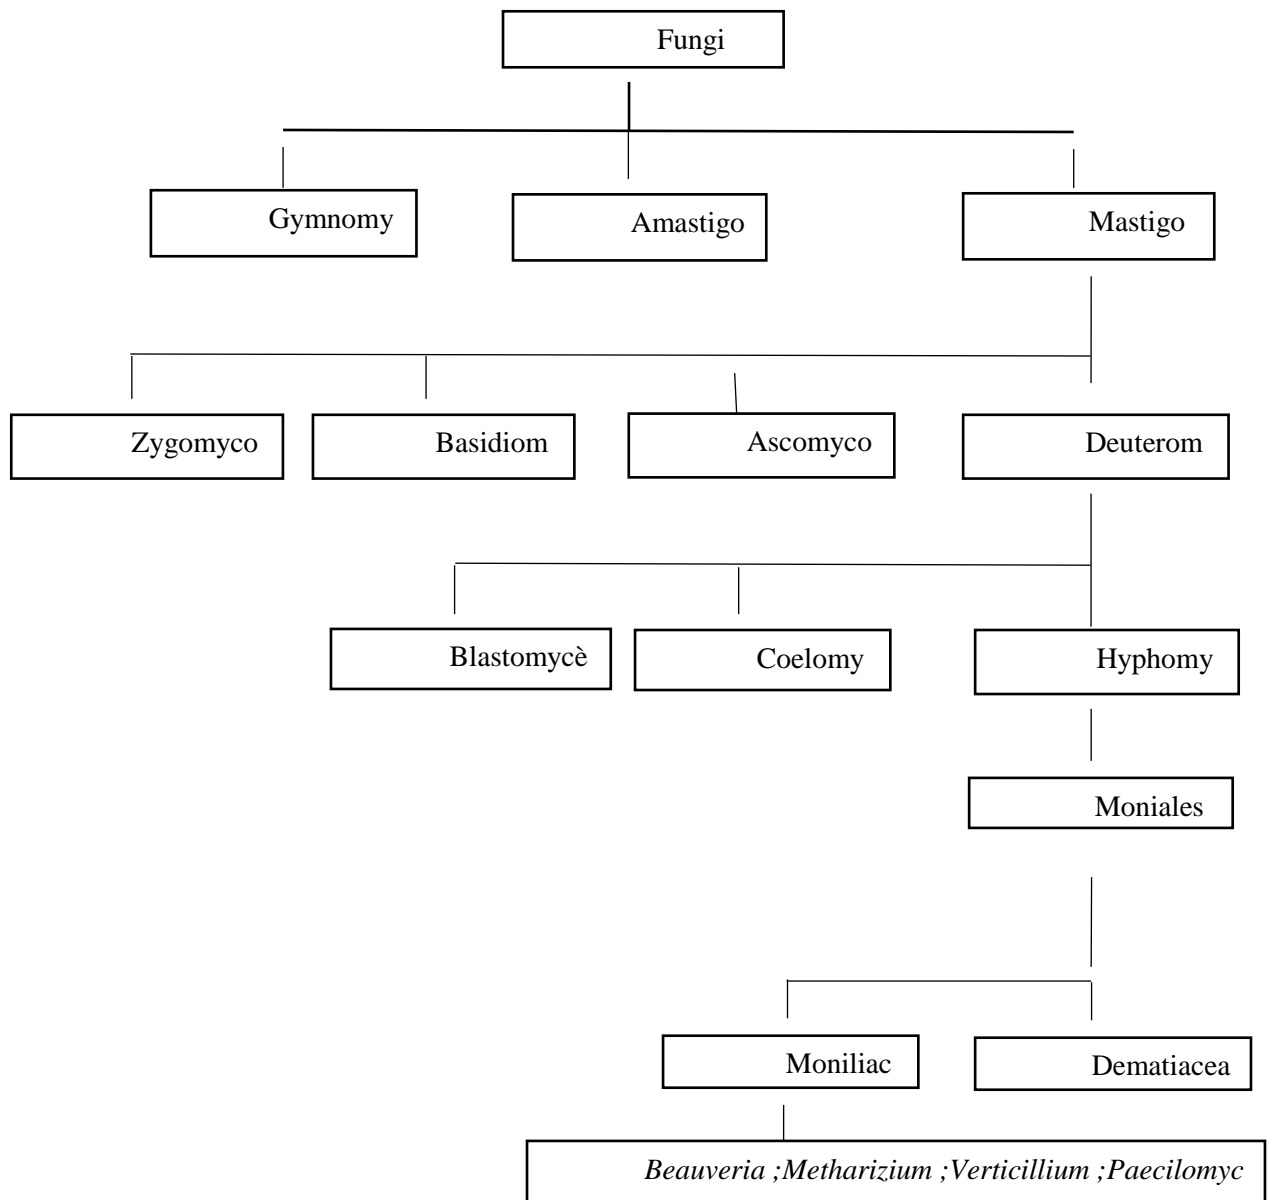 Fungi
Gymnomy
Amastigo
Mastigo
Zygomyco
Basidiom
Ascomyco
Deuterom
Blastomycè
Coelomy
Hyphomy
Moniales
Moniliac
Dematiacea
Beauveria ;Metharizium ;Verticillium ;Paecilomyc